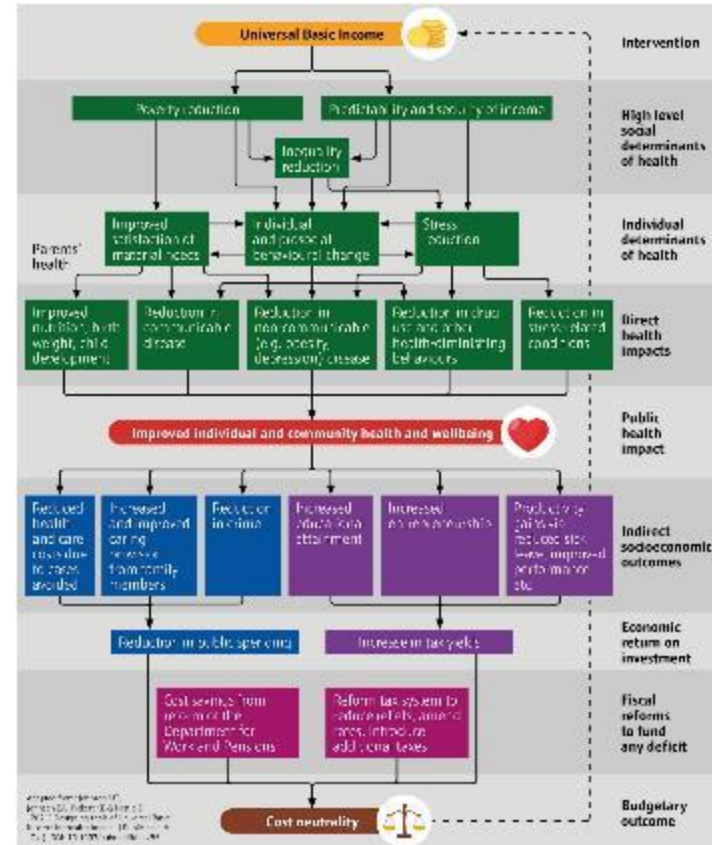 Universal Basic Income
Intervention
Poverty reduction
Predictability and security of income
High level
social
determinants
of health
Inequality
reduction
Improved
satisfaction of
material needs
Individual
and prosocial
behavioural change
Stress
reduction
Individual
determinants
of health
Parents'
health
Improved
nutrition, birth
weight, child
development
Reduction in
communicable
disease
Reduction in
non-communicable
(e.g. obesity,
depression) disease
Reduction in drug
use and other
health-diminishing
behaviours
Reduction in
stress-related
conditions
Direct
health
impacts
Improved individual and community health and wellbeing
Public
health
impact
Reduced
health
and care
costs due
to cases
avoided
Increased
and improved
caring
from family
members
Reduction
in crime
Increased
educational
attainment
Increased
entrepreneurship
Productivity
gains via
reduced sick
leave, improved
performance
etc.
Indirect
socioeconomic
outcomes
Reduction in public spending
Increase in tax yields
Economic
return on
investment
Cost savings from
reform of the
Department for
Work and Pensions
Reform tax system to
reduce reliefs, amend
rates, introduce
additional taxes
Fiscal
reforms
to fund
any deficit
Cost neutrality
Budgetary
outcome